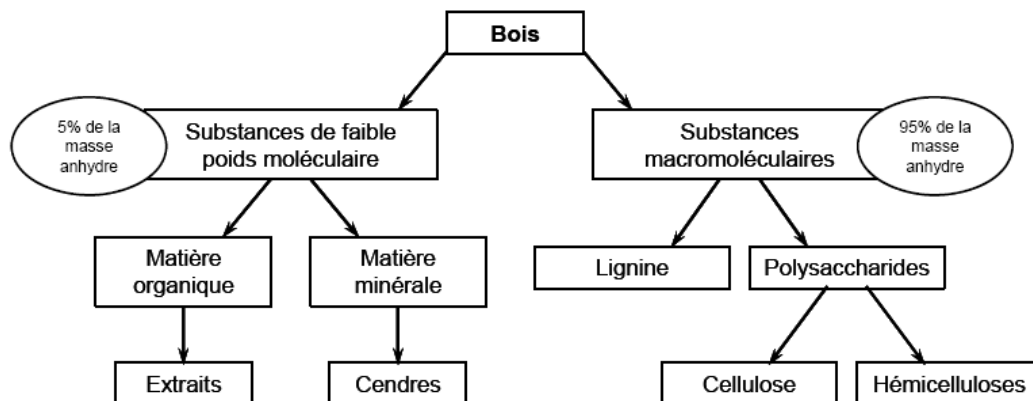 Bois
5% de la
masse
anhydre
Substances de faible
poids moléculaire
Substances
macromoléculaires
95% de la
masse
anhydre
Matière
organique
Matière
minérale
Lignine
Polysaccharides
Extraits
Cendres
Cellulose
Hémicelluloses